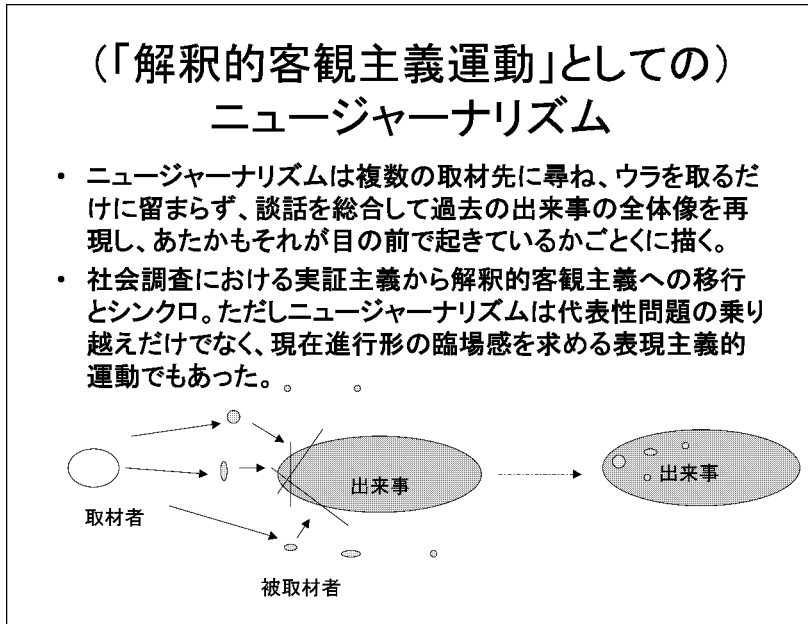 （「解釈的客観主義運動」としての）
ニュージャーナリズム
• ニュージャーナリズムは複数の取材先に尋ね、ウラを取るだ
けに留まらず、談話を総合して過去の出来事の全体像を再
現し、あたかもそれが目の前で起きているかごとくに描く。
• 社会調査における実証主義から解釈的客観主義への移行
とシンクロ。ただしニュージャーナリズムは代表性問題の乗り
越えだけでなく、現在進行形の臨場感を求める表現主義的
運動でもあった。
出来事
出来事
取材者
被取材者